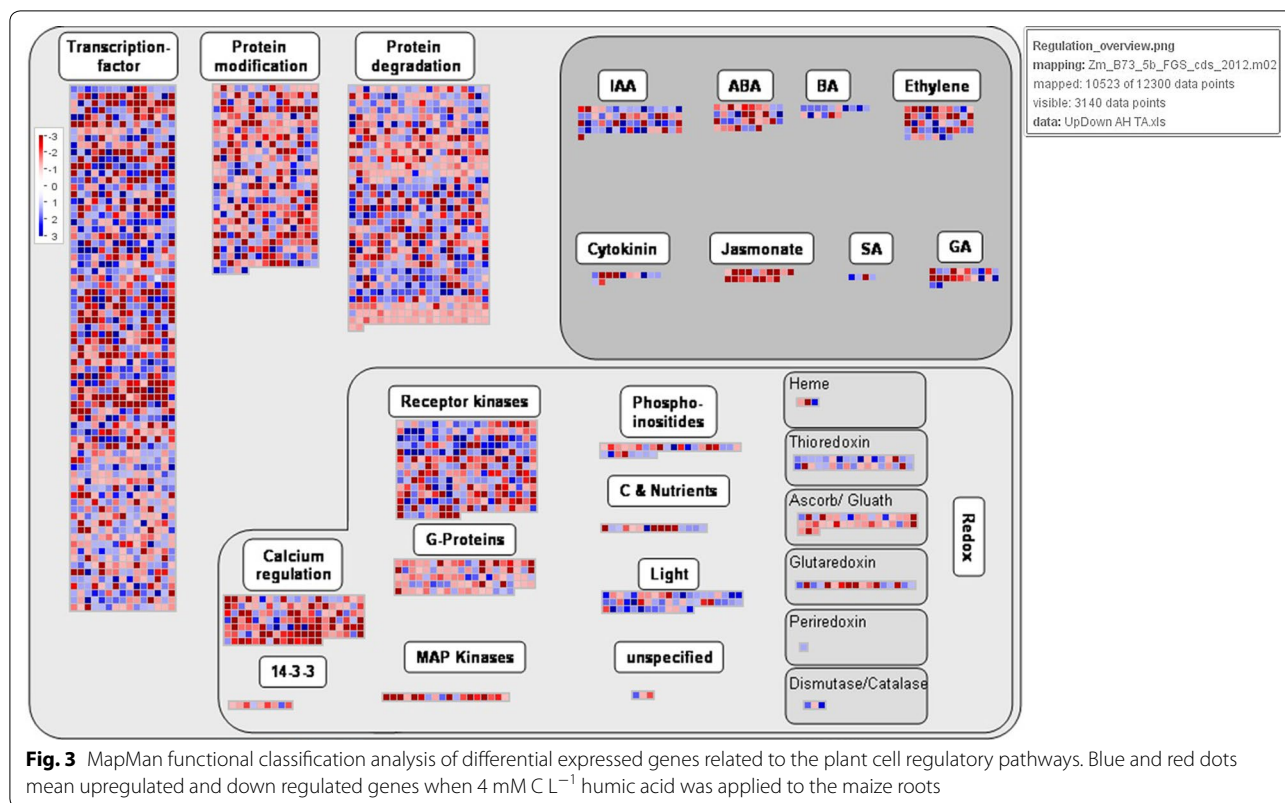 Transcription-
factor
Protein
modification
Protein
degradation
-3
-2
-1
0
1
2
3
IAA
ABA
BA
Ethylene
Cytokinin
Jasmonate
SA
GA
Regulation_overview.png
mapping: Zm_B73_5b_FGS_cds_2012.m02
mapped: 10523 of 12300 data points
visible: 3140 data points
data: UpDown AH TA.xls
Receptor kinases
Phospho-
inositides
C & Nutrients
G-Proteins
Calcium
regulation
Light
14-3-3
MAP Kinases
unspecified
Heme
Thioredoxin
Ascorb/ Gluath
Glutaredoxin
Periredoxin
Dismutase/Catalase
Redox
Fig. 3 MapMan functional classification analysis of differential expressed genes related to the plant cell regulatory pathways. Blue and red dots
mean upregulated and down regulated genes when 4 mM C L⁻¹ humic acid was applied to the maize roots